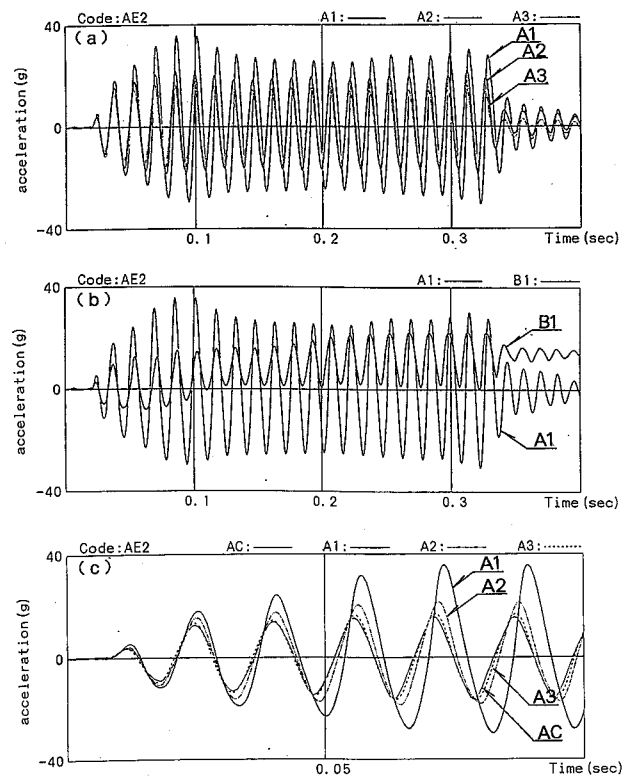 Code:AE2 A1: A2: A3:
(a)
40
0
-40
acceleration(g)
A1
A2
A3
0.1 0.2 0.3 Time(sec)
Code:AE2 A1: B1:
(b)
40
0
-40
acceleration(g)
B1
A1
0.1 0.2 0.3 Time(sec)
Code:AE2 AC: A1: A2: A3:
(c)
40
0
-40
acceleration(g)
A1
A2
A3
AC
0.05 Time(sec)